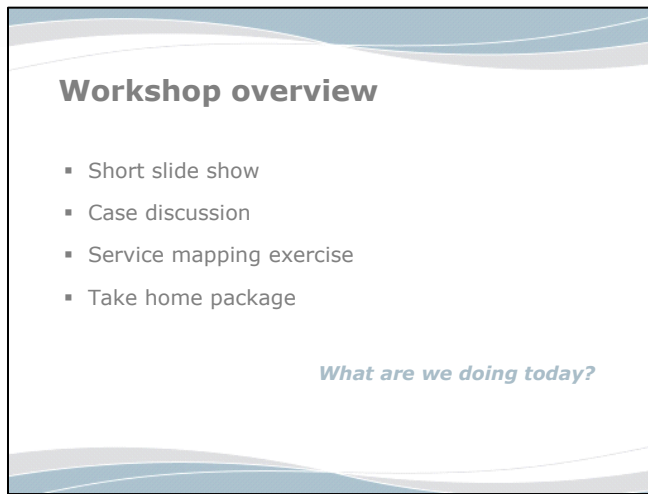 Workshop overview
▪ Short slide show
▪ Case discussion
▪ Service mapping exercise
▪ Take home package
What are we doing today?